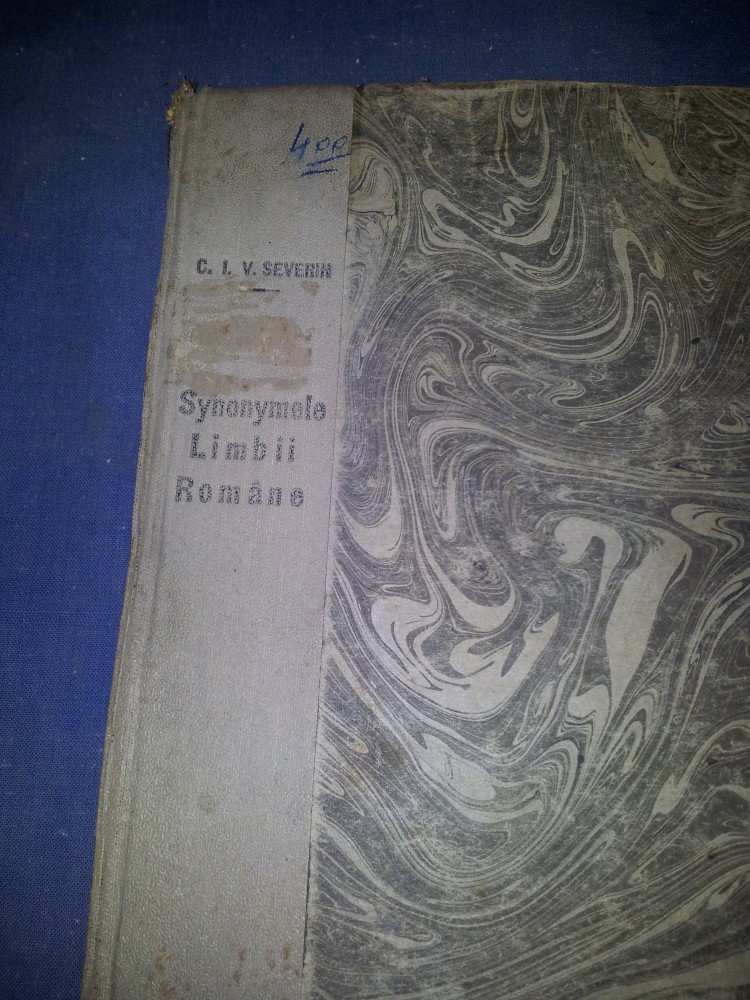 400
C. I. V. SEVERIN
Synonymele
Limbii
Române